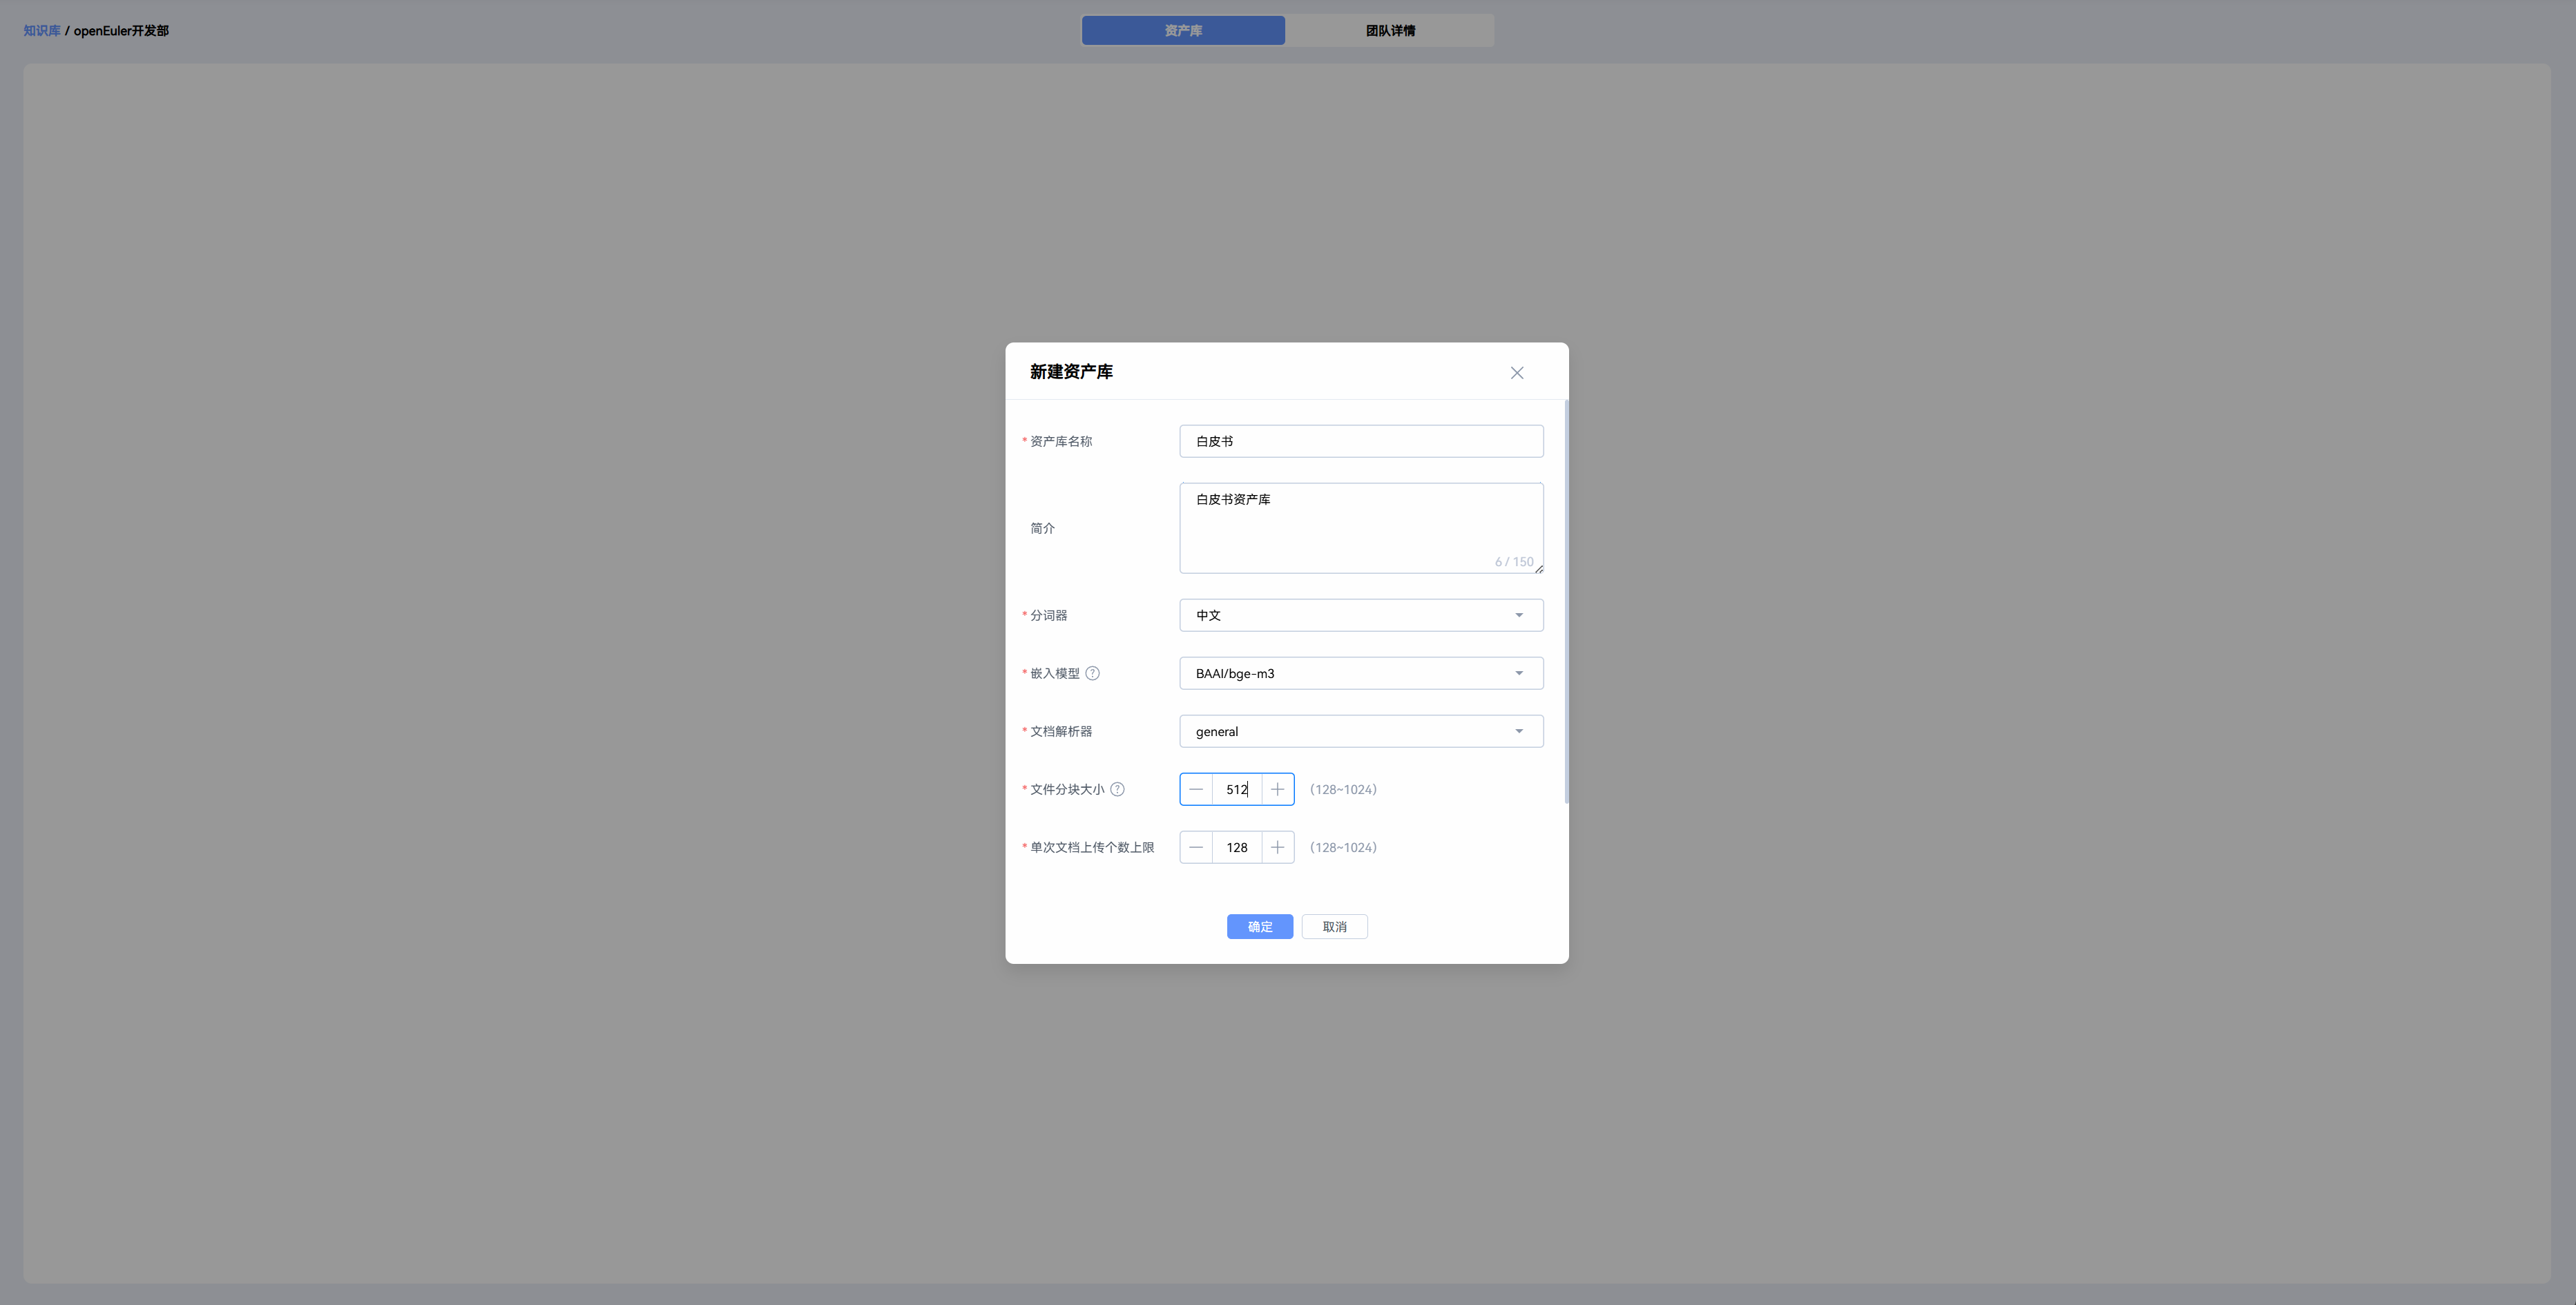 知识库 / openEuler开发部
资产库
团队详情
新建资产库
* 资产库名称
白皮书
简介
白皮书资产库
6 / 150
* 分词器
中文
* 嵌入模型 ?
BAAI/bge-m3
* 文档解析器
general
* 文件分块大小 ?
512
(128~1024)
* 单次文档上传个数上限
128
(128~1024)
确定
取消